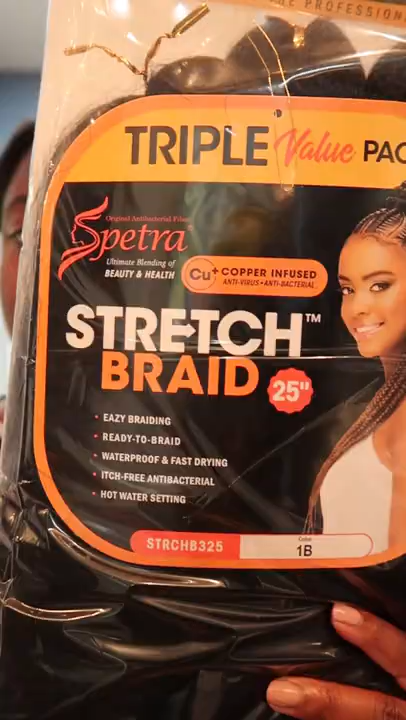 PROFESSION
TRIPLE Value PAC
Original Antibacterial Fiber
Spetra
Ultimate Blending of
BEAUTY & HEALTH
Cu+ COPPER INFUSED
ANTI-VIRUS • ANTI-BACTERIAL
STRETCH™
BRAID 25"
• EAZY BRAIDING
• READY-TO-BRAID
• WATERPROOF & FAST DRYING
• ITCH-FREE ANTIBACTERIAL
• HOT WATER SETTING
STRCHB325
Color
1B